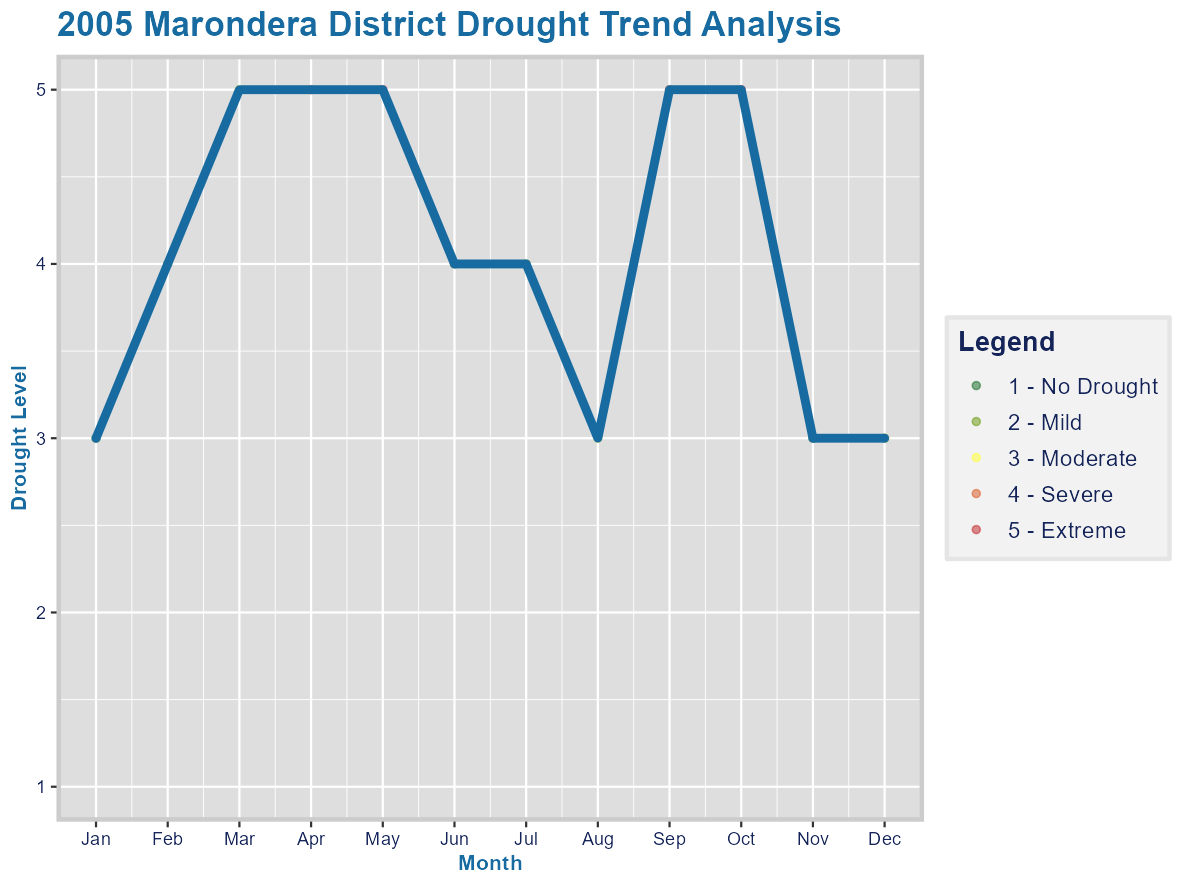 2005 Marondera District Drought Trend Analysis
Drought Level
5
4
3
2
1
Jan Feb Mar Apr May Jun Jul Aug Sep Oct Nov Dec
Month
Legend
1 - No Drought
2 - Mild
3 - Moderate
4 - Severe
5 - Extreme